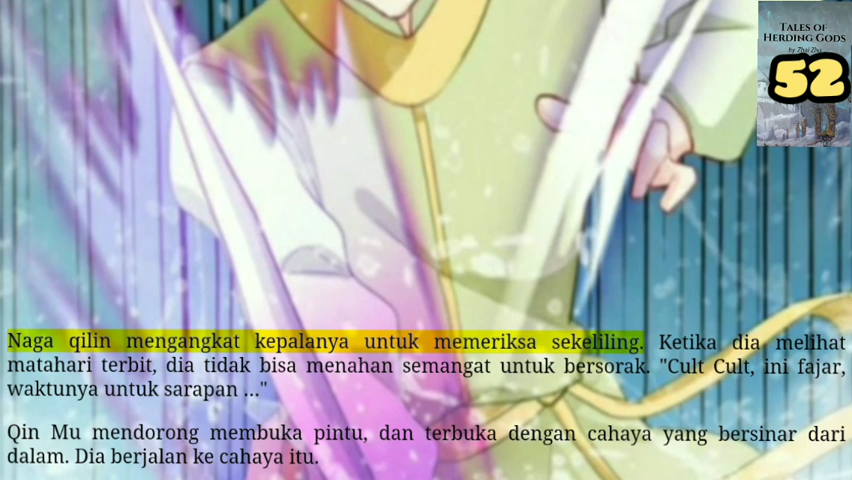 TALES OF
HERDING GODS
by Zhai Zhu
52
Naga qilin mengangkat kepalanya untuk memeriksa sekeliling. Ketika dia melihat
matahari terbit, dia tidak bisa menahan semangat untuk bersorak. "Cult Cult, ini fajar,
waktunya untuk sarapan ..."
Qin Mu mendorong membuka pintu, dan terbuka dengan cahaya yang bersinar dari
dalam. Dia berjalan ke cahaya itu.